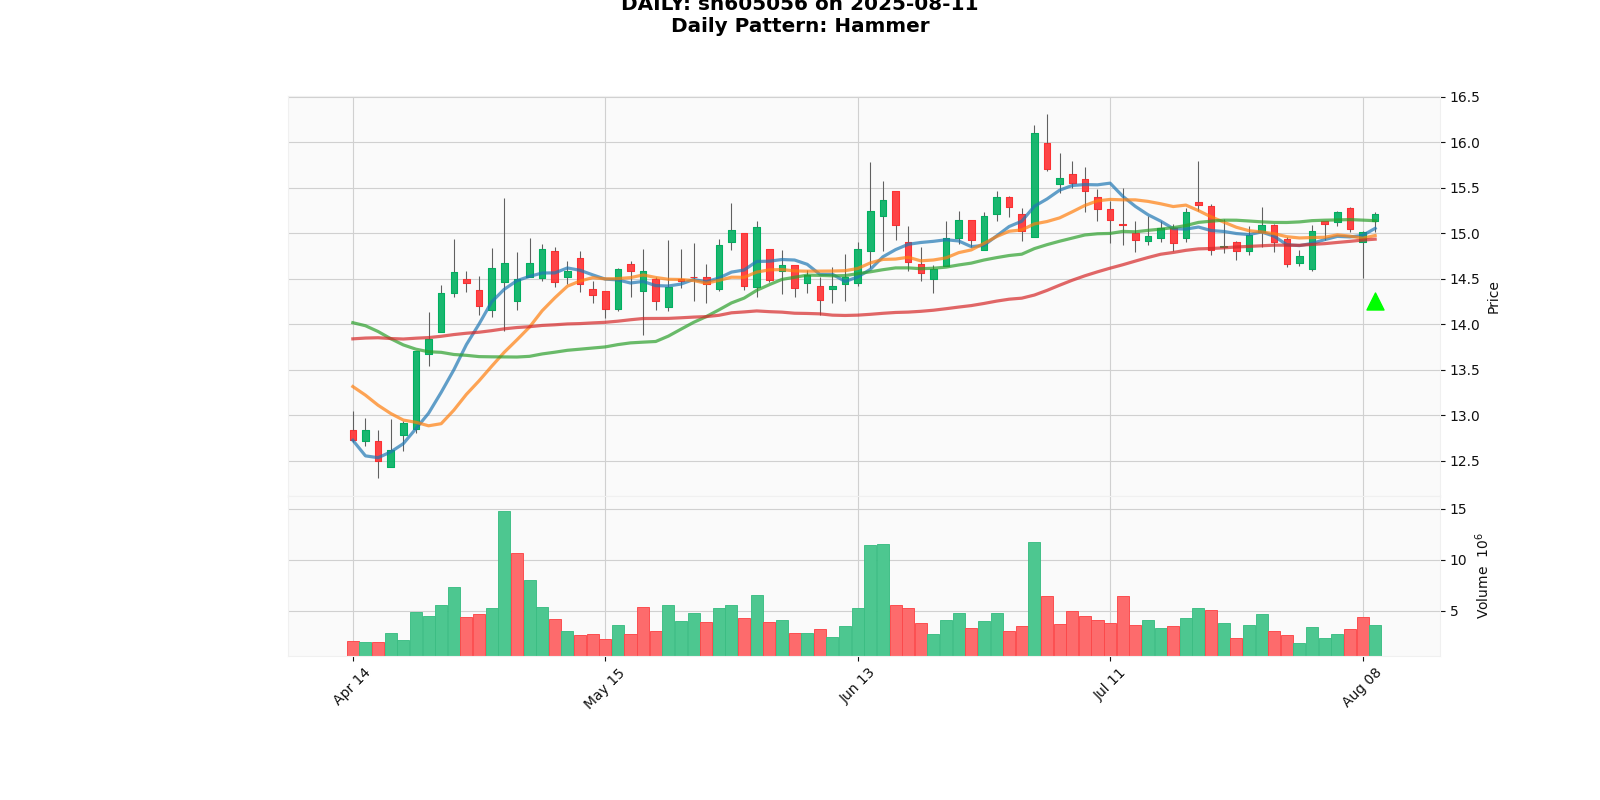 DAILY: sh605056 on 2025-08-11
Daily Pattern: Hammer
16.5
16.0
15.5
15.0
14.5
14.0
13.5
13.0
12.5
Price
15
10
5
Volume 10^6
Apr 14
May 15
Jun 13
Jul 11
Aug 08